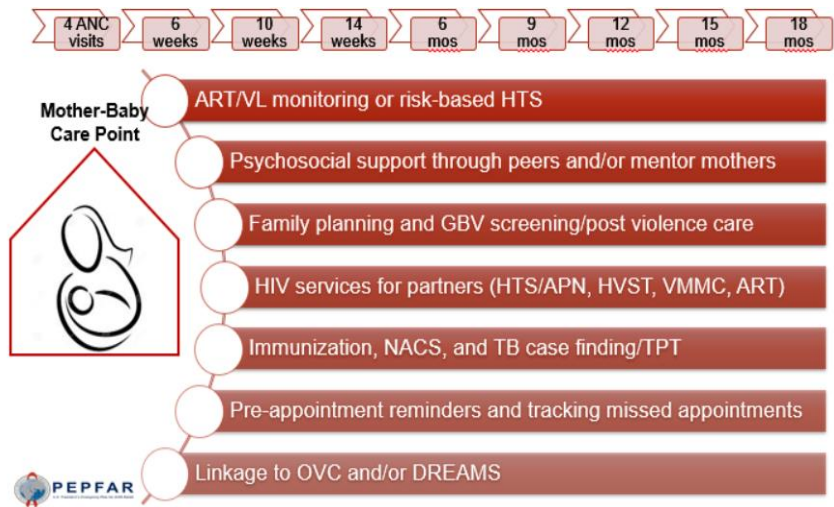 4 ANC
visits
6
weeks
10
weeks
14
weeks
6
mos
9
mos
12
mos
15
mos
18
mos
Mother-Baby
Care Point
ART/VL monitoring or risk-based HTS
Psychosocial support through peers and/or mentor mothers
Family planning and GBV screening/post violence care
HIV services for partners (HTS/APN, HVST, VMMC, ART)
Immunization, NACS, and TB case finding/TPT
Pre-appointment reminders and tracking missed appointments
Linkage to OVC and/or DREAMS
PEPFAR